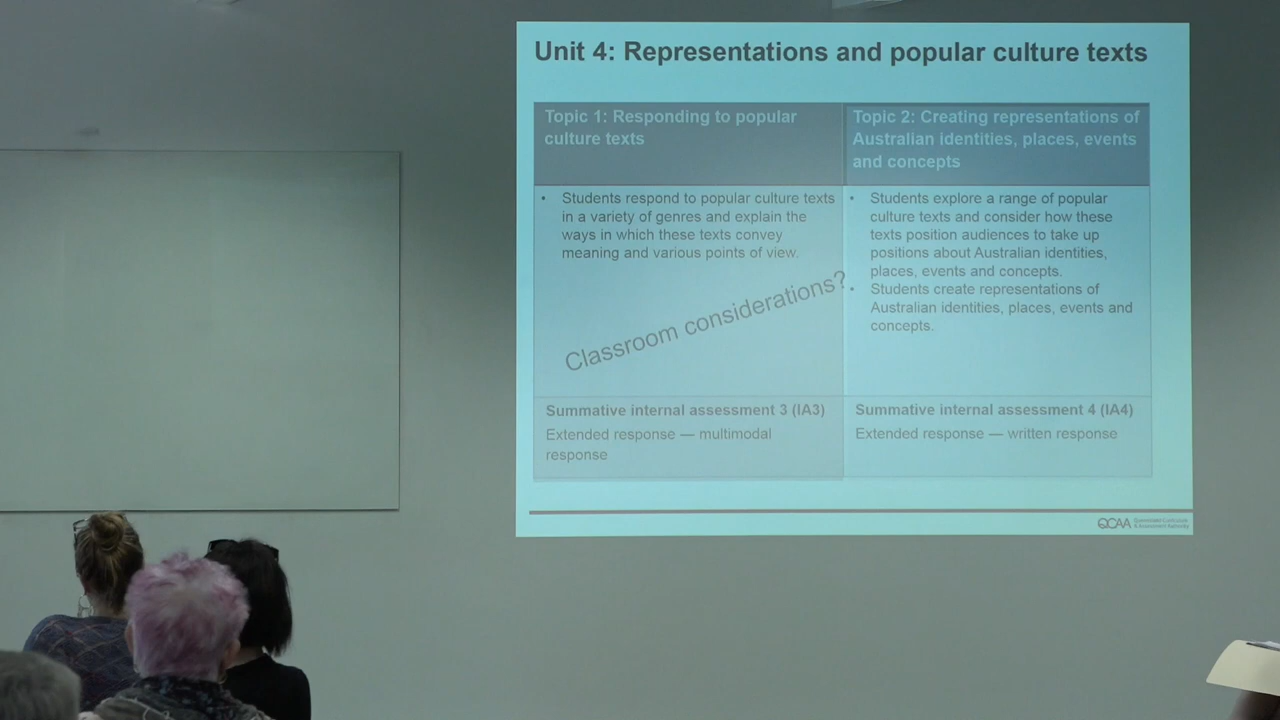 Unit 4: Representations and popular culture texts
Topic 1: Responding to popular
culture texts
Topic 2: Creating representations of
Australian identities, places, events
and concepts
• Students respond to popular culture texts
in a variety of genres and explain the
ways in which these texts convey
meaning and various points of view.
Classroom considerations?
• Students explore a range of popular
culture texts and consider how these
texts position audiences to take up
positions about Australian identities,
places, events and concepts.
• Students create representations of
Australian identities, places, events and
concepts.
Summative internal assessment 3 (IA3)
Extended response — multimodal
response
Summative internal assessment 4 (IA4)
Extended response — written response
QCAA
Queensland Curriculum
& Assessment Authority